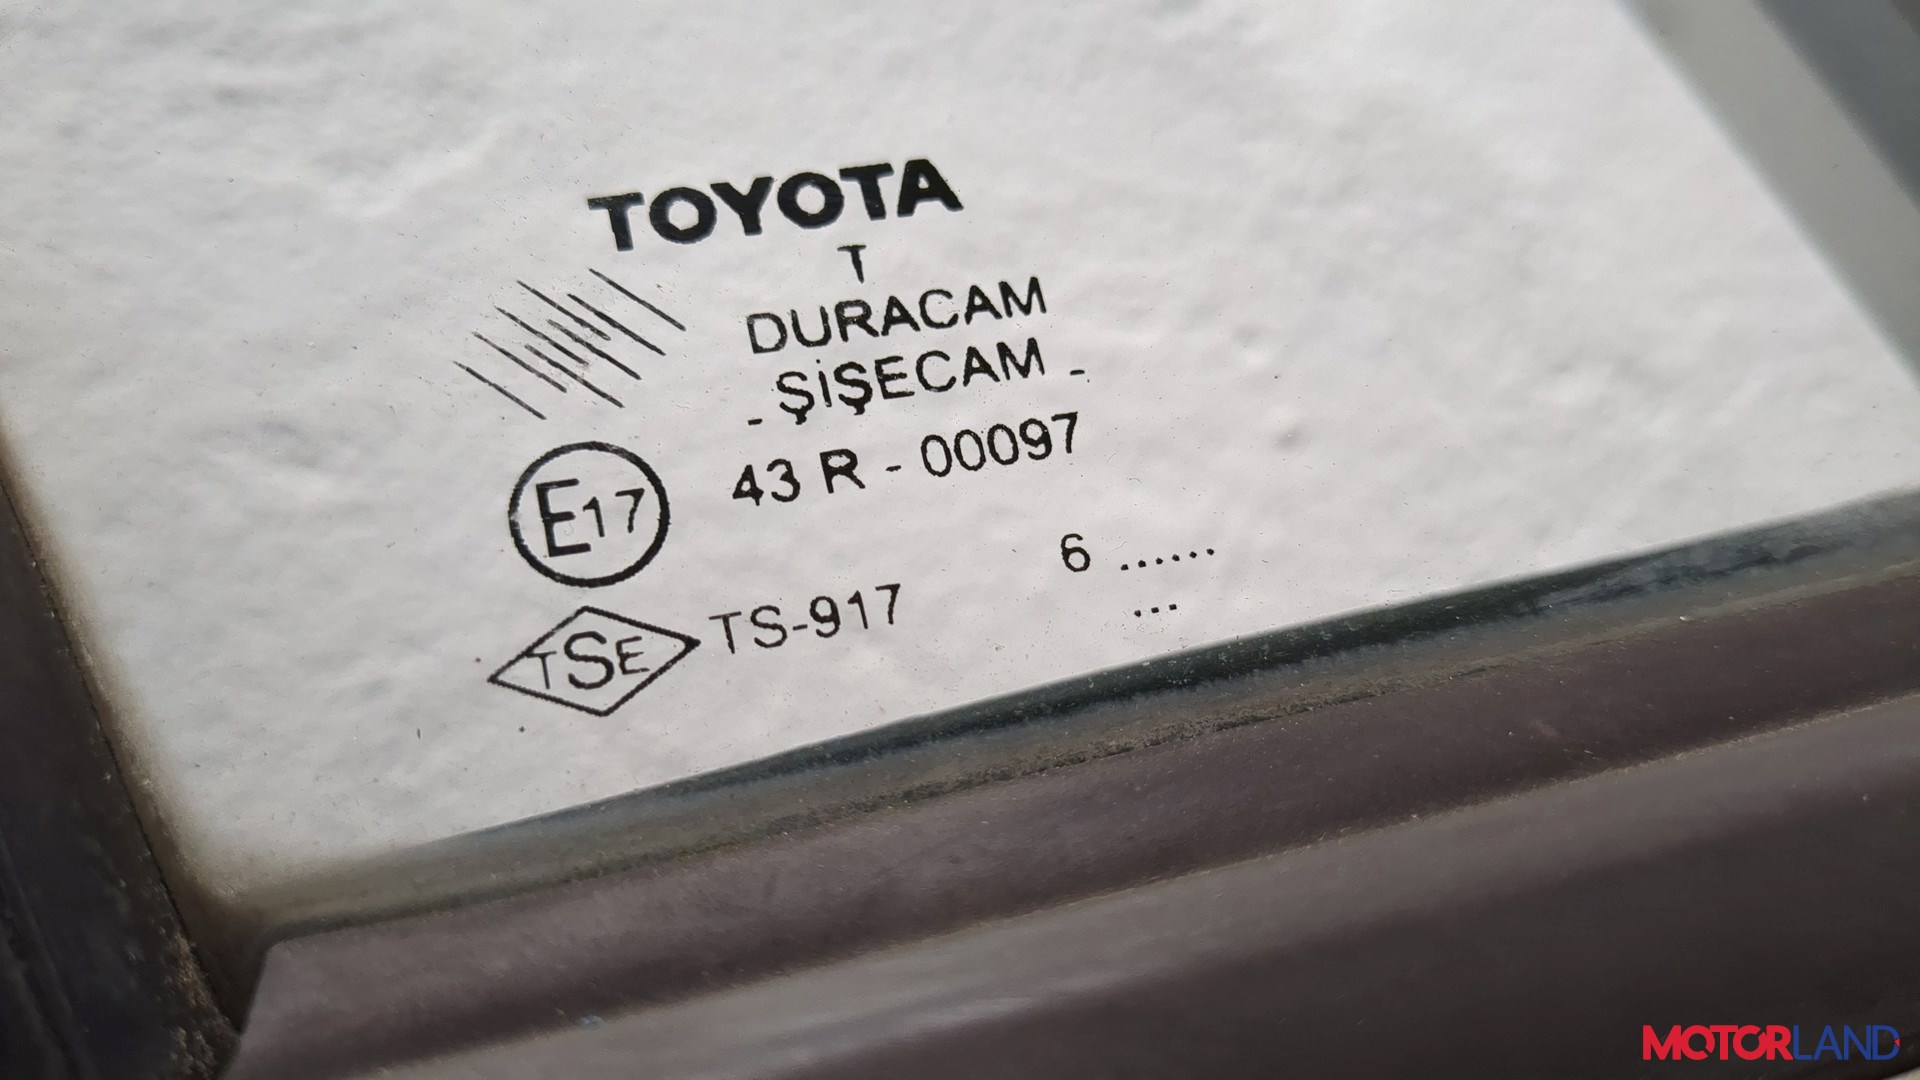 TOYOTA
T
DURACAM
- ŞİŞECAM -
E17 43 R - 00097
6 ......
...
TSE TS-917
MOTORLAND